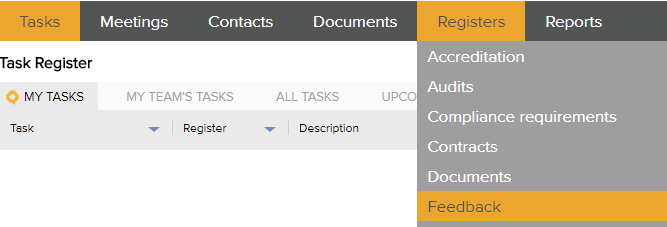 Tasks Meetings Contacts Documents Registers Reports
Task Register
MY TASKS MY TEAM'S TASKS ALL TASKS
Task Register Description
Accreditation
Audits
Compliance requirements
Contracts
Documents
Feedback